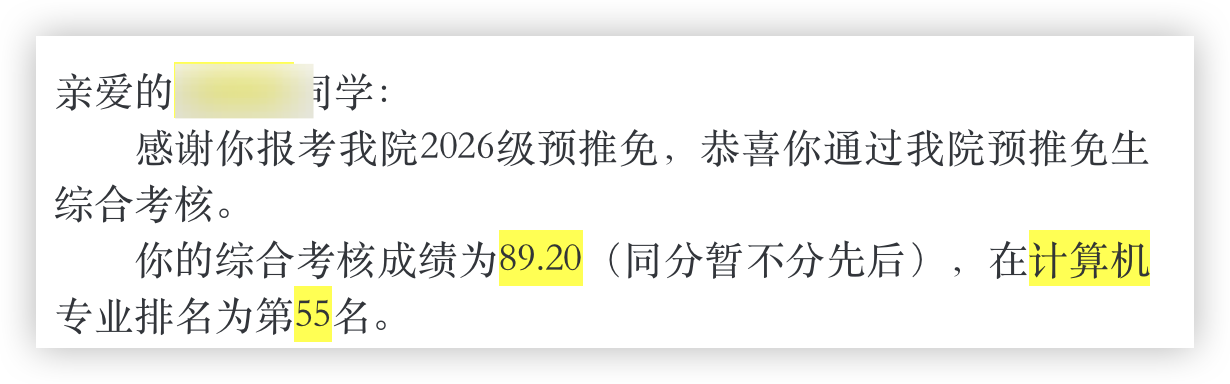 亲爱的同学：
感谢你报考我院2026级预推免，恭喜你通过我院预推免生
综合考核。
你的综合考核成绩为89.20（同分暂不分先后），在计算机
专业排名为第55名。